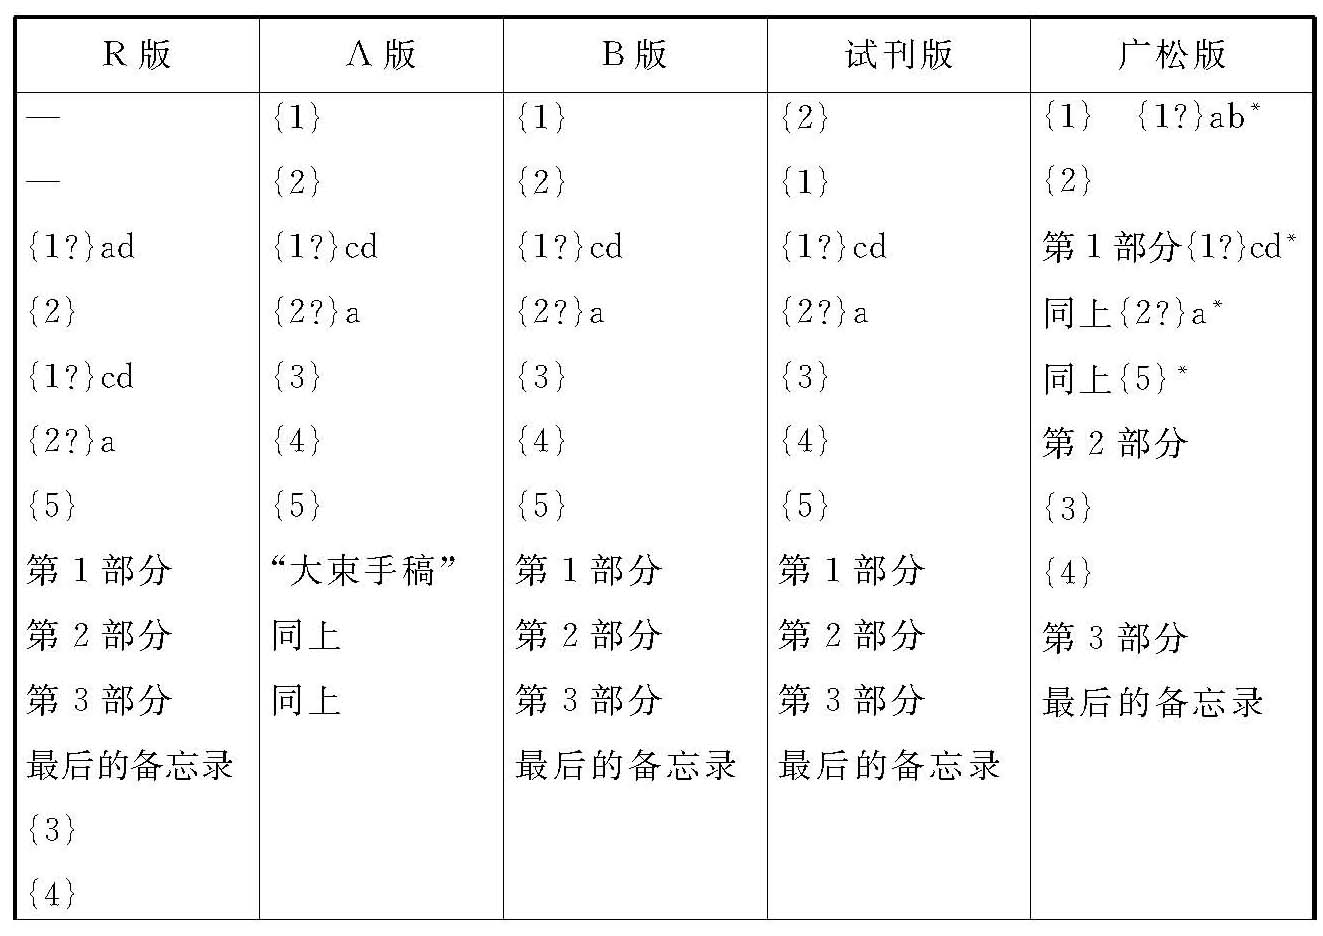 R版 Λ版 B版 试刊版 广松版
— {1} {1} {2} {1} {1?}ab*
— {2} {2} {1} {2}
{1?}ad {1?}cd {1?}cd {1?}cd 第1部分{1?}cd*
{2} {2?}a {2?}a {2?}a 同上{2?}a*
{1?}cd {3} {3} {3} 同上{5}*
{2?}a {4} {4} {4} 第2部分
{5} {5} {5} {5} {3}
第1部分 “大束手稿” 第1部分 第1部分 {4}
第2部分 同上 第2部分 第2部分 第3部分
第3部分 同上 第3部分 第3部分 最后的备忘录
最后的备忘录 最后的备忘录 最后的备忘录
{3}
{4}